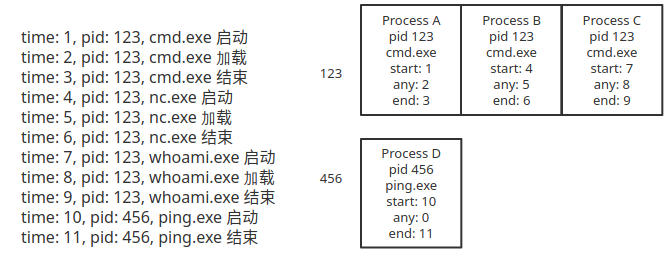 time: 1, pid: 123, cmd.exe 启动
time: 2, pid: 123, cmd.exe 加载
time: 3, pid: 123, cmd.exe 结束
time: 4, pid: 123, nc.exe 启动
time: 5, pid: 123, nc.exe 加载
time: 6, pid: 123, nc.exe 结束
time: 7, pid: 123, whoami.exe 启动
time: 8, pid: 123, whoami.exe 加载
time: 9, pid: 123, whoami.exe 结束
time: 10, pid: 456, ping.exe 启动
time: 11, pid: 456, ping.exe 结束
123
Process A
pid 123
cmd.exe
start: 1
any: 2
end: 3
Process B
pid 123
cmd.exe
start: 4
any: 5
end: 6
Process C
pid 123
cmd.exe
start: 7
any: 8
end: 9
456
Process D
pid 456
ping.exe
start: 10
any: 0
end: 11